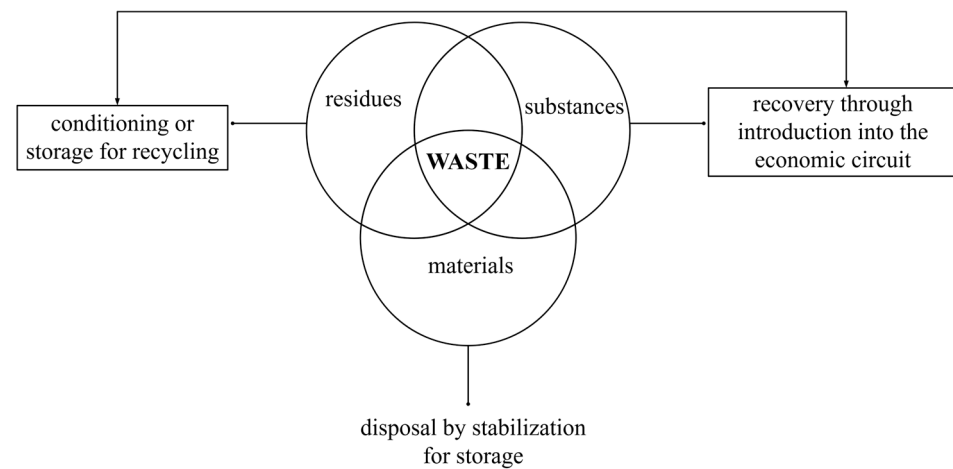 residues
substances
conditioning or
storage for recycling
recovery through
introduction into the
economic circuit
WASTE
materials
disposal by stabilization
for storage